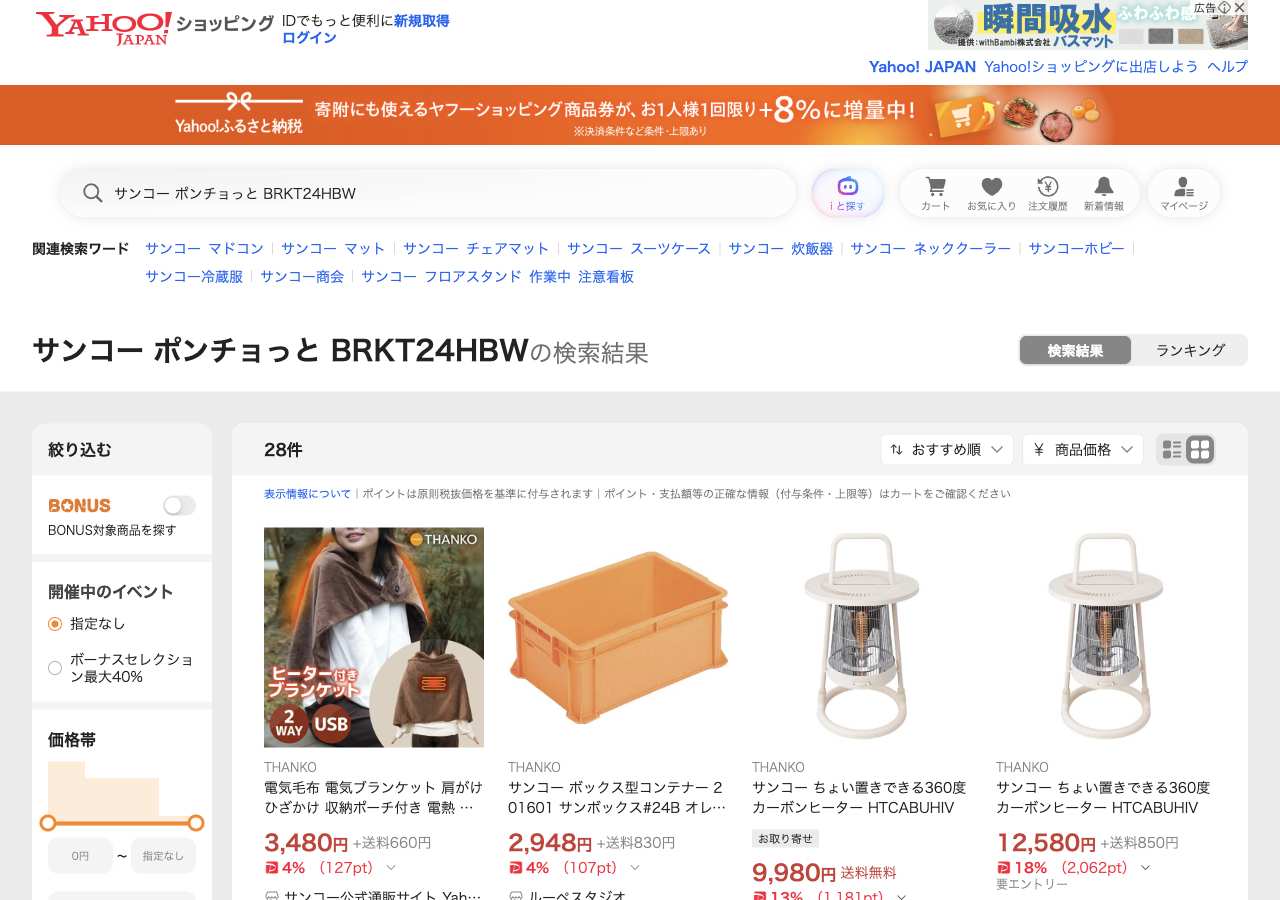 YAHOO! JAPAN ショッピング
IDでもっと便利に新規取得
ログイン
広告
ふわふわ感
瞬間吸水
バスマット
提供:withBambi株式会社
Yahoo! JAPAN Yahoo!ショッピングに出店しよう ヘルプ
Yahoo!ふるさと納税
寄附にも使えるヤフーショッピング商品券が、お1人様1回限り+8%に増量中!
※決済条件など条件・上限あり
サンコー ポンチョっと BRKT24HBW
iと探す
カート お気に入り 注文履歴 新着情報 マイページ
関連検索ワード サンコー マドコン サンコー マット サンコー チェアマット サンコー スーツケース サンコー 炊飯器 サンコー ネッククーラー サンコーホビー
サンコー冷蔵服 サンコー商会 サンコー フロアスタンド 作業中 注意看板
サンコー ポンチョっと BRKT24HBWの検索結果
検索結果 ランキング
絞り込む
BONUS
BONUS対象商品を探す
開催中のイベント
指定なし
ボーナスセレクショ
ン最大40%
価格帯
0円 〜 指定なし
28件
おすすめ順
¥ 商品価格
表示情報について | ポイントは原則税抜価格を基準に付与されます | ポイント・支払額等の正確な情報（付与条件・上限等）はカートをご確認ください
THANKO
ヒーター付き
ブランケット
2
WAY
USB
THANKO
電気毛布 電気ブランケット 肩がけ
ひざかけ 収納ポーチ付き 電熱 …
3,480円 +送料660円
4% （127pt）
サンコー公式通販サイト Yah…
THANKO
サンコー ボックス型コンテナー 2
01601 サンボックス#24B オレ…
2,948円 +送料830円
4% （107pt）
ルーペスタジオ
THANKO
サンコー ちょい置きできる360度
カーボンヒーター HTCABUHIV
お取り寄せ
9,980円 送料無料
13% （1,181pt）
THANKO
サンコー ちょい置きできる360度
カーボンヒーター HTCABUHIV
12,580円 +送料850円
18% （2,062pt）
要エントリー